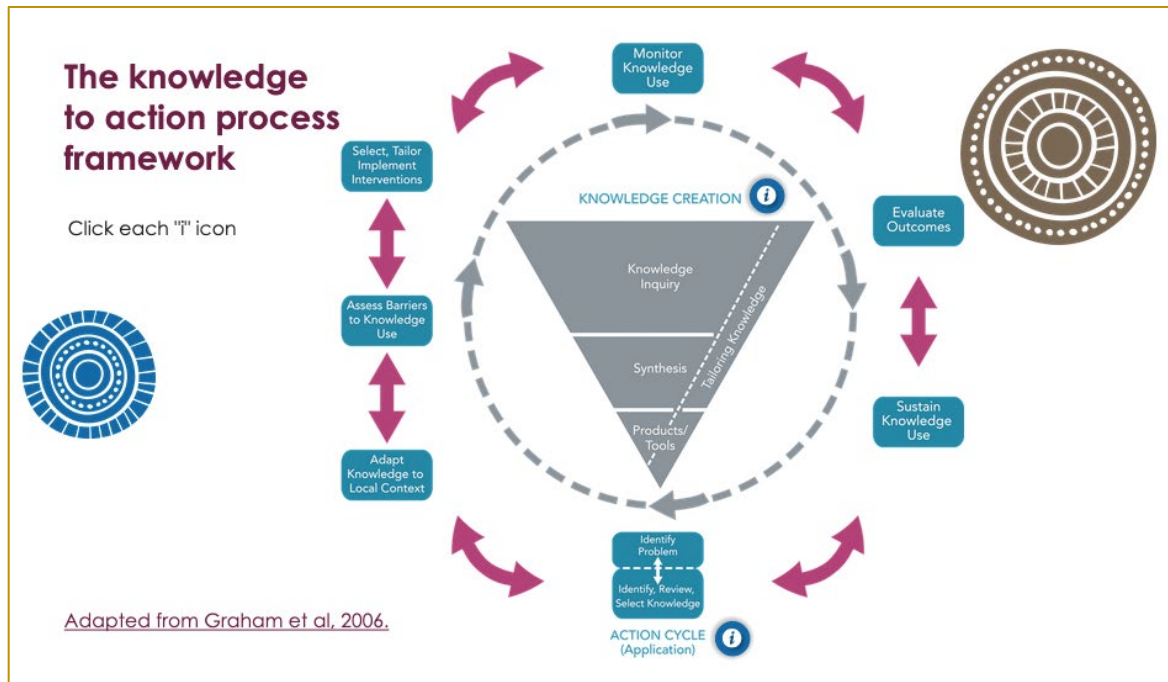 The knowledge
to action process
framework
Click each "i" icon
Monitor
Knowledge
Use
Select, Tailor
Implement
Interventions
KNOWLEDGE CREATION i
Evaluate
Outcomes
Knowledge
Inquiry
Tailoring Knowledge
Assess Barriers
to Knowledge
Use
Synthesis
Products/
Tools
Sustain
Knowledge
Use
Adapt
Knowledge to
Local Context
Identify
Problem
Identify, Review,
Select Knowledge
ACTION CYCLE
(Application) i
Adapted from Graham et al, 2006.